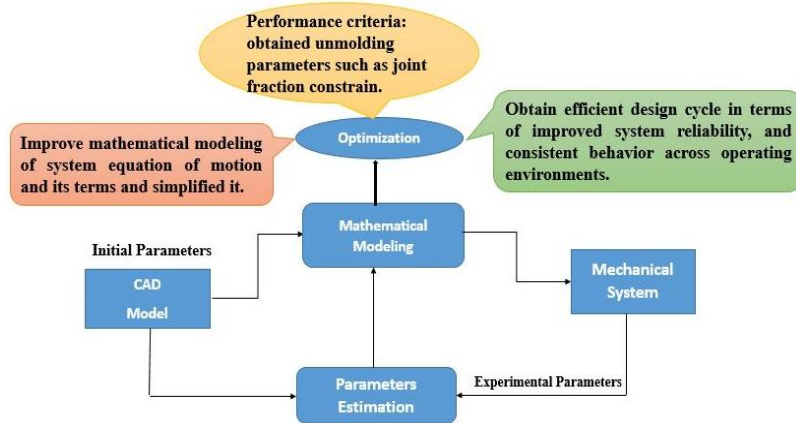 Performance criteria:
obtained unmolding
parameters such as joint
fraction constrain.
Optimization
Obtain efficient design cycle in terms
of improved system reliability, and
consistent behavior across operating
environments.
Improve mathematical modeling
of system equation of motion
and its terms and simplified it.
Mathematical
Modeling
Initial Parameters
CAD
Model
Mechanical
System
Parameters
Estimation
Experimental Parameters